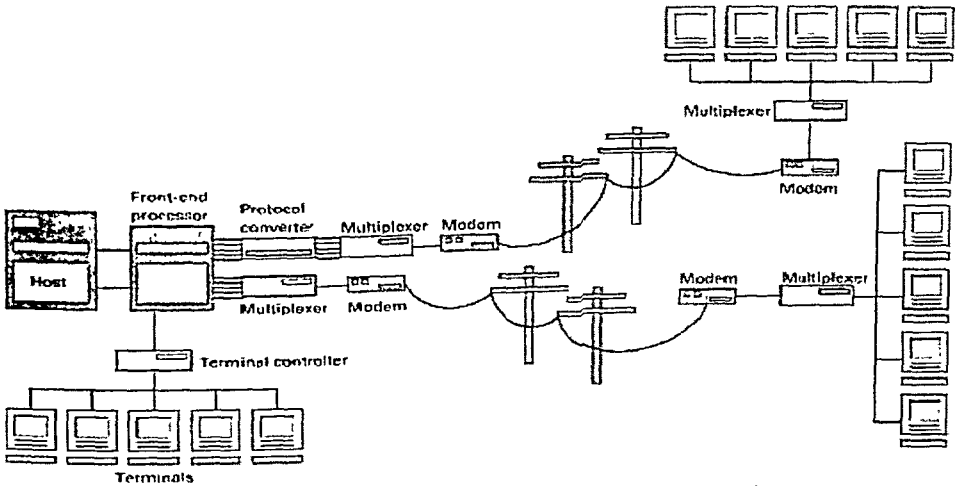 Multiplexer
Modem
Front-end
processor
Protocol
converter
Multiplexer
Modem
Host
Multiplexer
Modem
Modem
Multiplexer
Terminal controller
Terminals